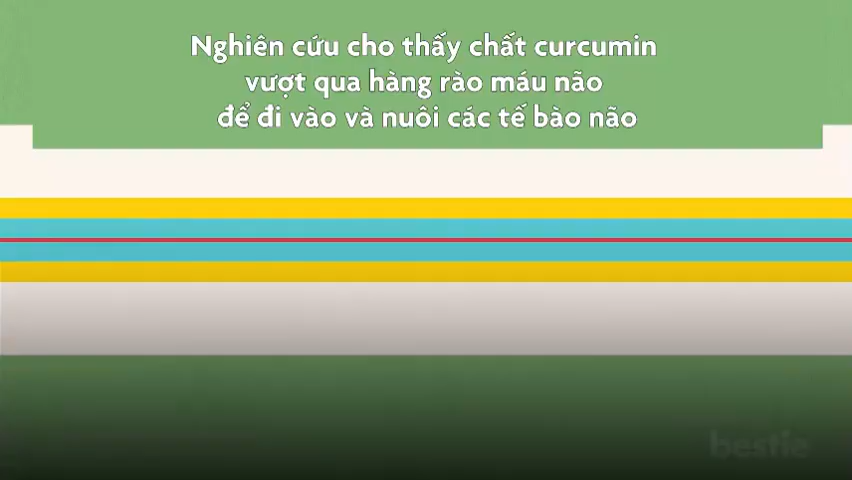 Nghiên cứu cho thấy chất curcumin
vượt qua hàng rào máu não
để đi vào và nuôi các tế bào não
bestie